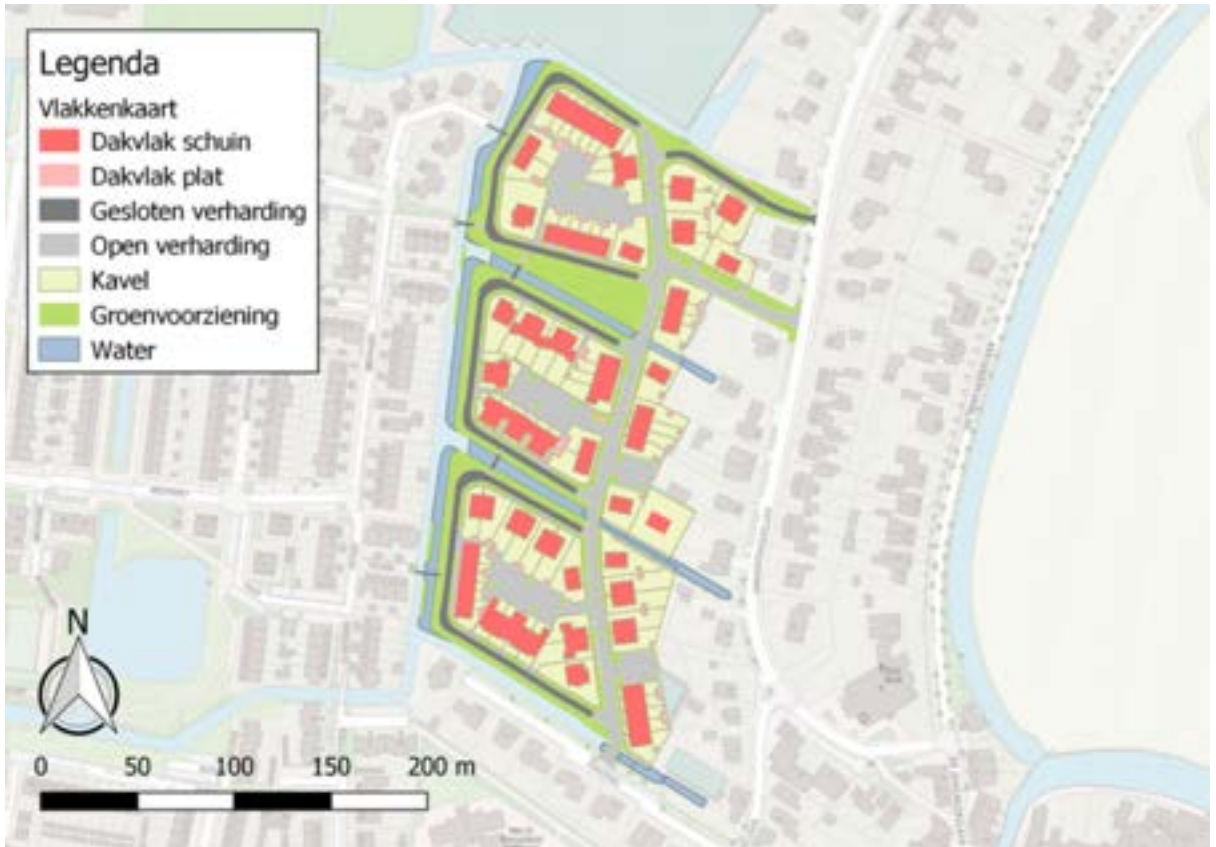 Legenda
Vlakkenkaart
Dakvlak schuin
Dakvlak plat
Gesloten verharding
Open verharding
Kavel
Groenvoorziening
Water
N
0 50 100 150 200 m